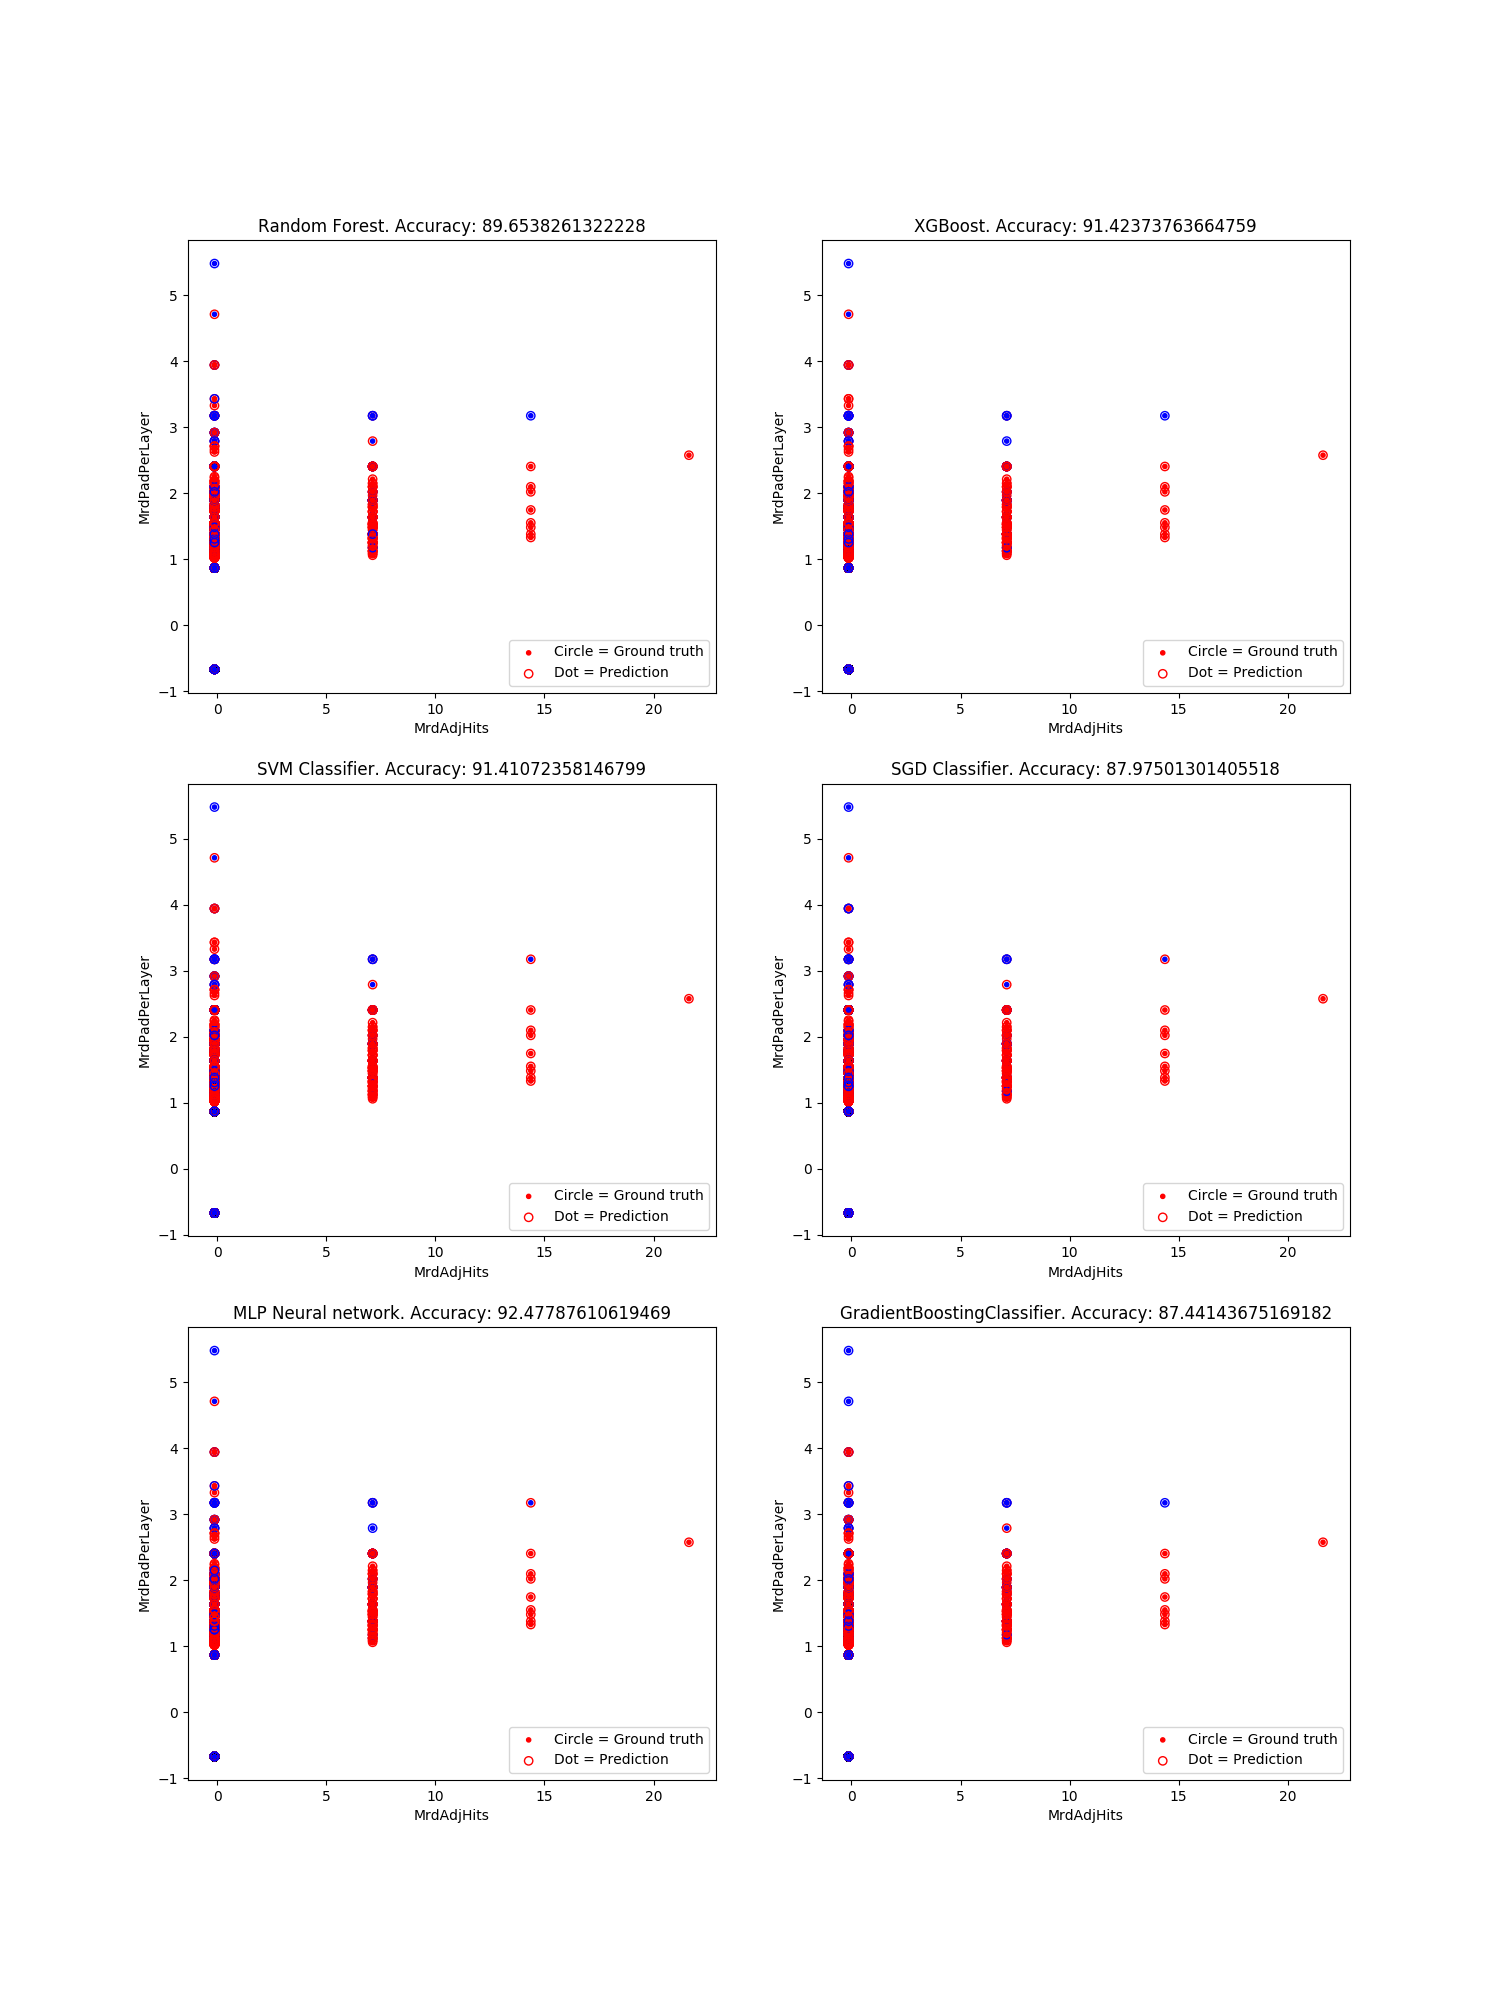 Random Forest. Accuracy: 89.6538261322228
MrdPadPerLayer
5
4
3
2
1
0
−1
0 5 10 15 20
MrdAdjHits
Circle = Ground truth
Dot = Prediction
XGBoost. Accuracy: 91.42373763664759
MrdPadPerLayer
5
4
3
2
1
0
−1
0 5 10 15 20
MrdAdjHits
Circle = Ground truth
Dot = Prediction
SVM Classifier. Accuracy: 91.41072358146799
MrdPadPerLayer
5
4
3
2
1
0
−1
0 5 10 15 20
MrdAdjHits
Circle = Ground truth
Dot = Prediction
SGD Classifier. Accuracy: 87.97501301405518
MrdPadPerLayer
5
4
3
2
1
0
−1
0 5 10 15 20
MrdAdjHits
Circle = Ground truth
Dot = Prediction
MLP Neural network. Accuracy: 92.47787610619469
MrdPadPerLayer
5
4
3
2
1
0
−1
0 5 10 15 20
MrdAdjHits
Circle = Ground truth
Dot = Prediction
GradientBoostingClassifier. Accuracy: 87.44143675169182
MrdPadPerLayer
5
4
3
2
1
0
−1
0 5 10 15 20
MrdAdjHits
Circle = Ground truth
Dot = Prediction